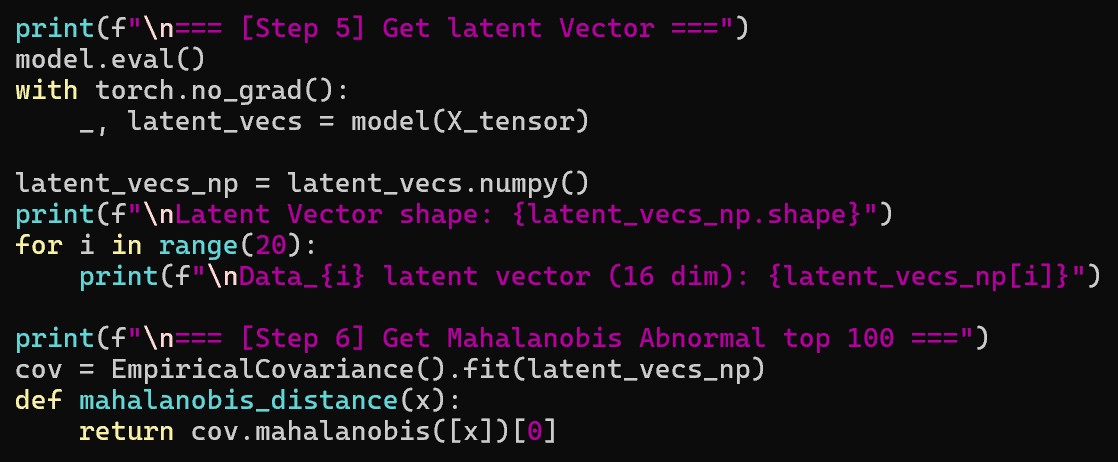 print(f"\n=== [Step 5] Get latent Vector ===")
model.eval()
with torch.no_grad():
    _, latent_vecs = model(X_tensor)

latent_vecs_np = latent_vecs.numpy()
print(f"\nLatent Vector shape: {latent_vecs_np.shape}")
for i in range(20):
    print(f"\nData_{i} latent vector (16 dim): {latent_vecs_np[i]}")

print(f"\n=== [Step 6] Get Mahalanobis Abnormal top 100 ===")
cov = EmpiricalCovariance().fit(latent_vecs_np)
def mahalanobis_distance(x):
    return cov.mahalanobis([x])[0]